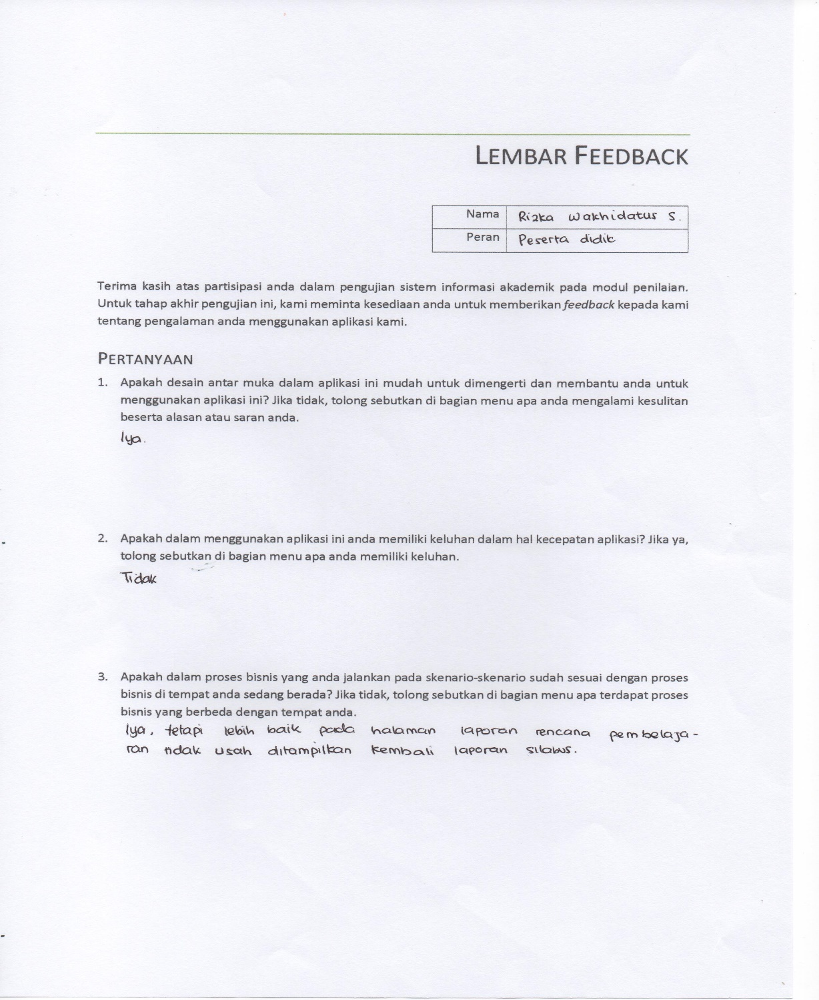 LEMBAR FEEDBACK
Nama Rizka Wakhidatus S.
Peran Peserta didik
Terima kasih atas partisipasi anda dalam pengujian sistem informasi akademik pada modul penilaian.
Untuk tahap akhir pengujian ini, kami meminta kesediaan anda untuk memberikan feedback kepada kami
tentang pengalaman anda menggunakan aplikasi kami.
PERTANYAAN
1. Apakah desain antar muka dalam aplikasi ini mudah untuk dimengerti dan membantu anda untuk
menggunakan aplikasi ini? Jika tidak, tolong sebutkan di bagian menu apa anda mengalami kesulitan
beserta alasan atau saran anda.
Iya.
2. Apakah dalam menggunakan aplikasi ini anda memiliki keluhan dalam hal kecepatan aplikasi? Jika ya,
tolong sebutkan di bagian menu apa anda memiliki keluhan.
Tidak
3. Apakah dalam proses bisnis yang anda jalankan pada skenario-skenario sudah sesuai dengan proses
bisnis di tempat anda sedang berada? Jika tidak, tolong sebutkan di bagian menu apa terdapat proses
bisnis yang berbeda dengan tempat anda.
Iya, tetapi lebih baik pada halaman laporan rencana pembelaja-
ran tidak usah ditampilkan kembali laporan silabus.